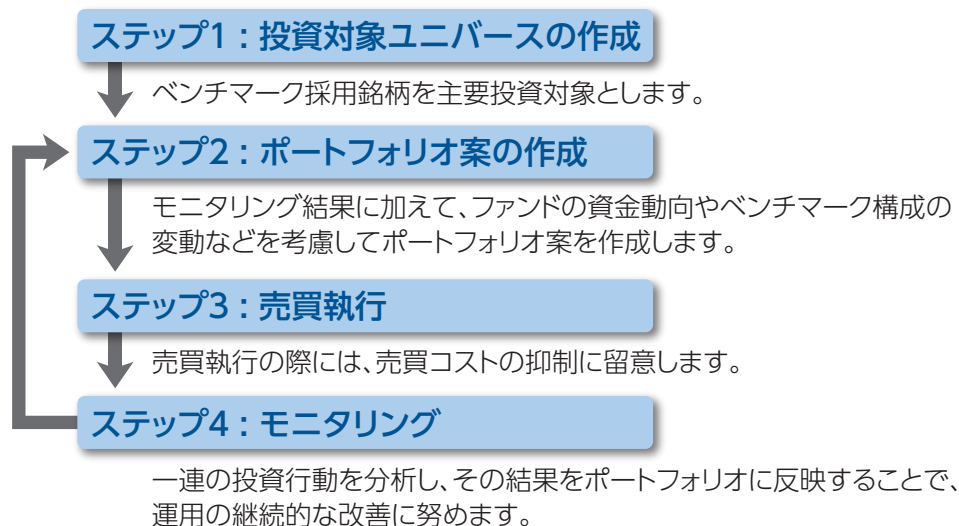 ステップ1：投資対象ユニバースの作成
ベンチマーク採用銘柄を主要投資対象とします。
ステップ2：ポートフォリオ案の作成
モニタリング結果に加えて、ファンドの資金動向やベンチマーク構成の
変動などを考慮してポートフォリオ案を作成します。
ステップ3：売買執行
売買執行の際には、売買コストの抑制に留意します。
ステップ4：モニタリング
一連の投資行動を分析し、その結果をポートフォリオに反映することで、
運用の継続的な改善に努めます。